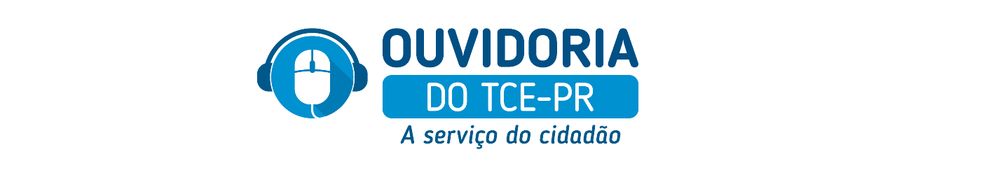 OUVIDORIA
DO TCE-PR
A serviço do cidadão